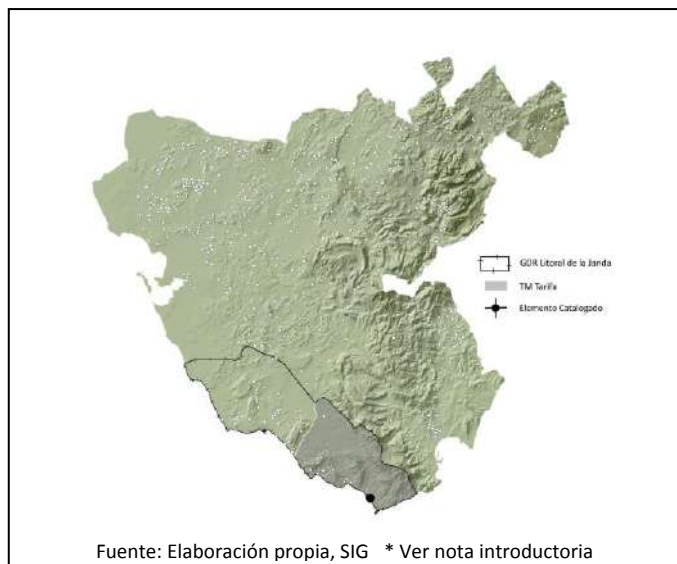 GDR Litoral de la Janda
TM Tarifa
Elemento Catalogado
Fuente: Elaboración propia, SIG * Ver nota introductoria